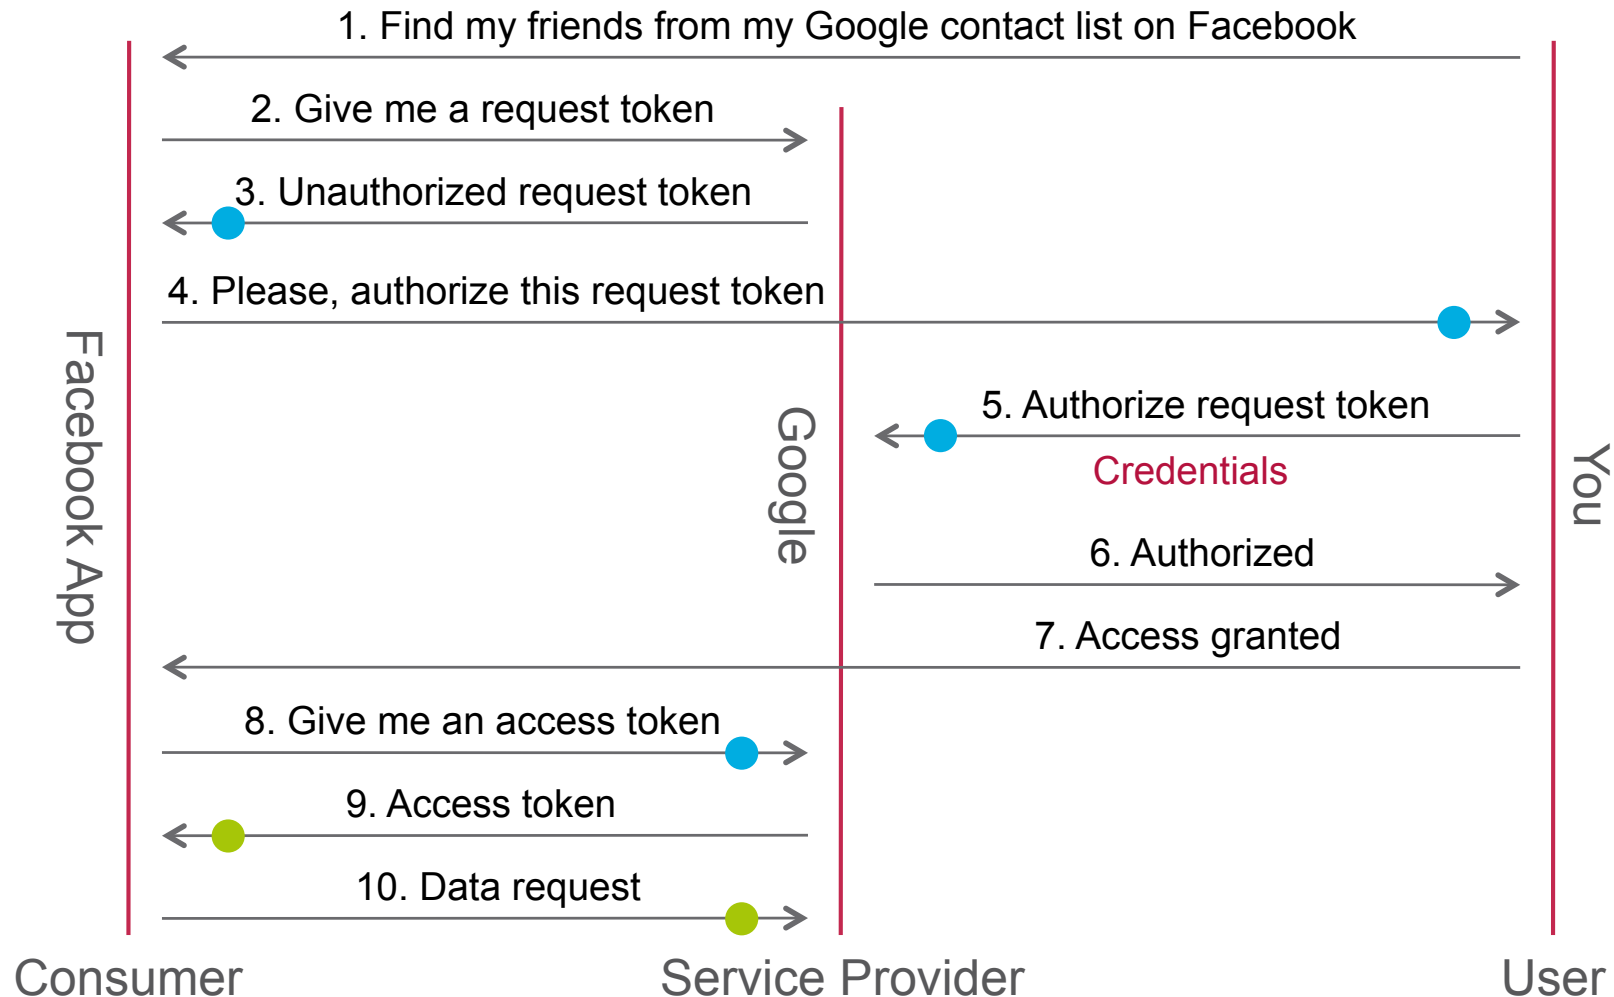 1. Find my friends from my Google contact list on Facebook
2. Give me a request token
3. Unauthorized request token
4. Please, authorize this request token
Facebook App
Google
5. Authorize request token
Credentials
You
6. Authorized
7. Access granted
8. Give me an access token
9. Access token
10. Data request
Consumer
Service Provider
User